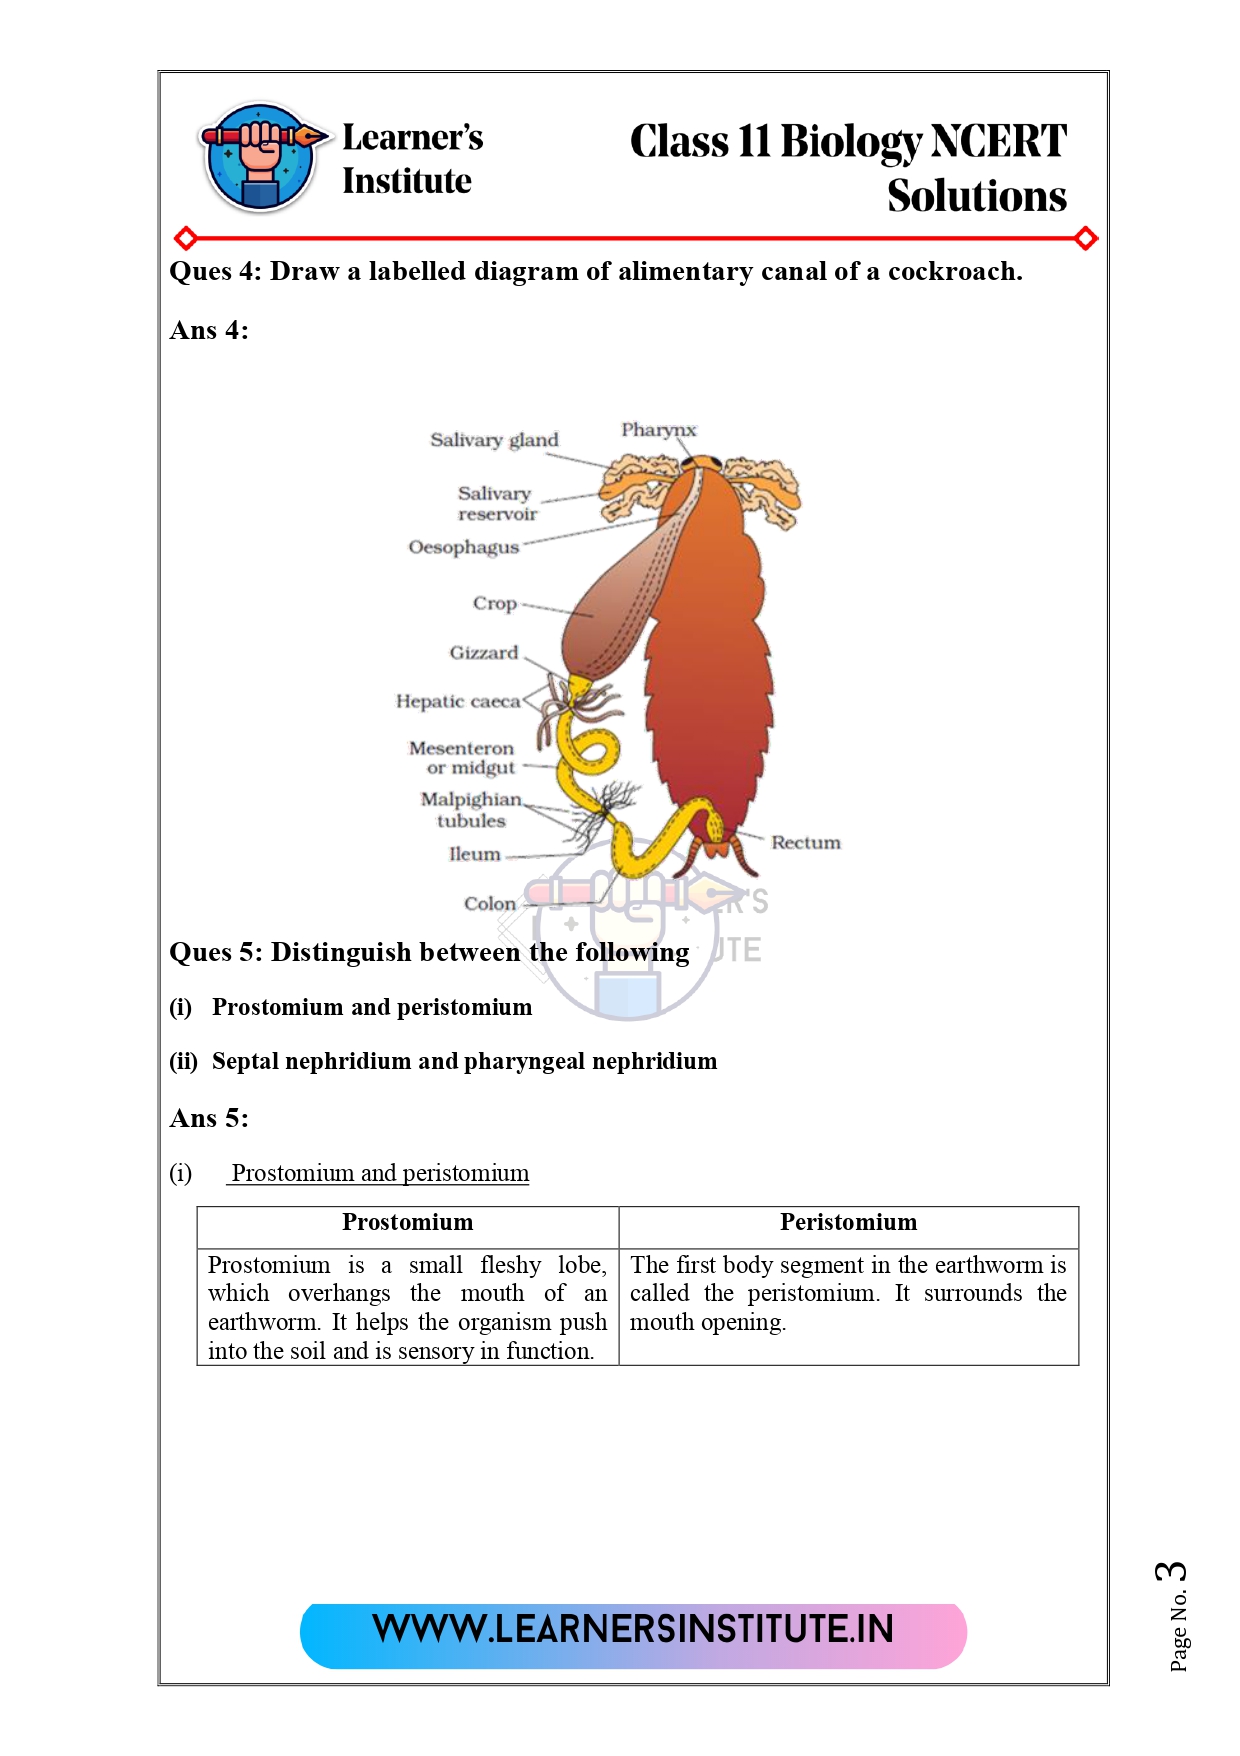 Learner's
Institute
Class 11 Biology NCERT
Solutions
Ques 4: Draw a labelled diagram of alimentary canal of a cockroach.
Ans 4:
Pharynx
Salivary gland
Salivary
reservoir
Oesophagus
Crop
Gizzard
Hepatic caeca
Mesenteron
or midgut
Malpighian
tubules
Ileum
Rectum
Colon
Ques 5: Distinguish between the following
(i) Prostomium and peristomium
(ii) Septal nephridium and pharyngeal nephridium
Ans 5:
(i) Prostomium and peristomium
Prostomium
Peristomium
Prostomium is a small fleshy lobe,
which overhangs the mouth of an
earthworm. It helps the organism push
into the soil and is sensory in function.
The first body segment in the earthworm is
called the peristomium. It surrounds the
mouth opening.
WWW.LEARNERSINSTITUTE.IN
Page No. 3